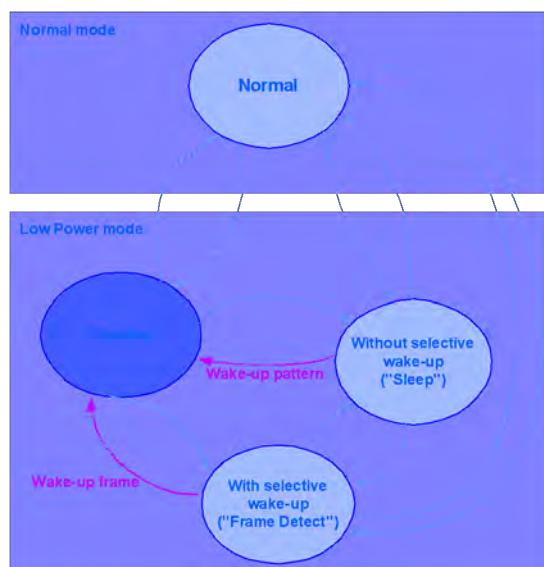 Normal mode
Normal
Low Power mode
Without selective
wake-up
("Sleep")
Wake-up pattern
Wake-up frame
With selective
wake-up
("Frame Detect")